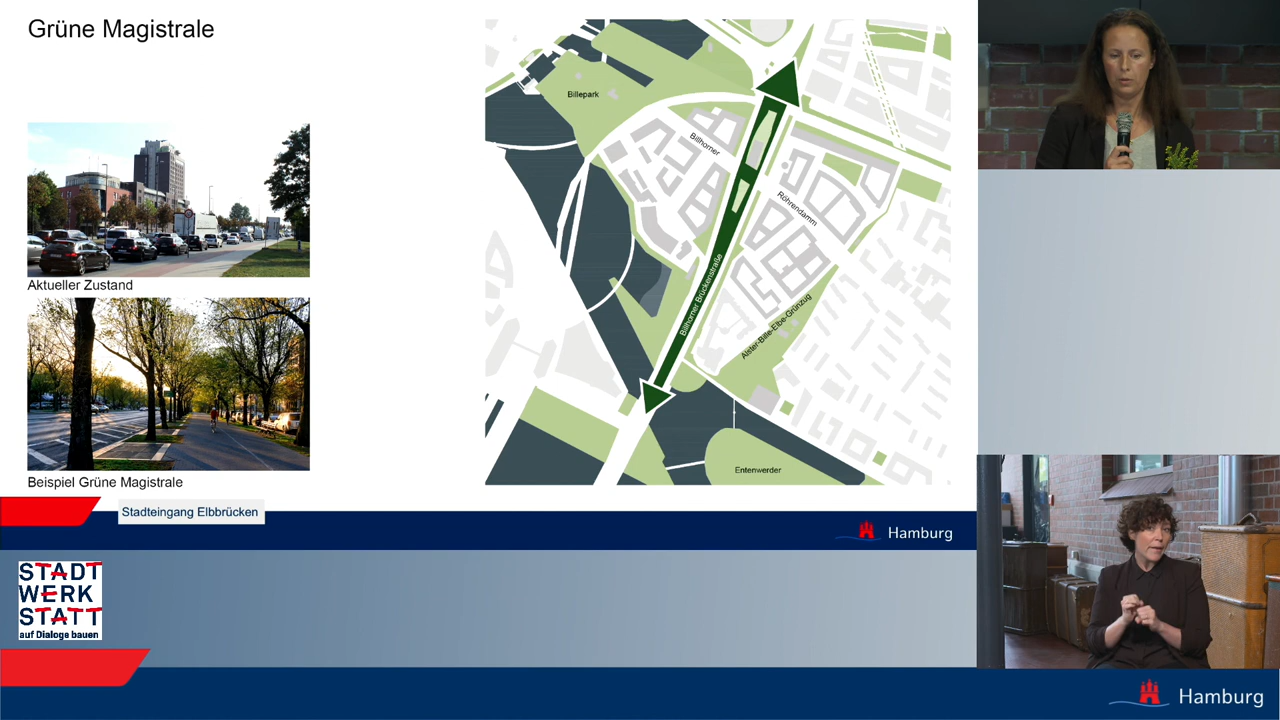 Grüne Magistrale
Billepark
Billhorner
Röhrendamm
Billhorner Brückenstraße
Alster-Bille-Elbe-Grünzug
Entenwerder
Aktueller Zustand
Beispiel Grüne Magistrale
Stadteingang Elbbrücken
Hamburg
STADT
WERK
STATT
auf Dialoge bauen
Hamburg